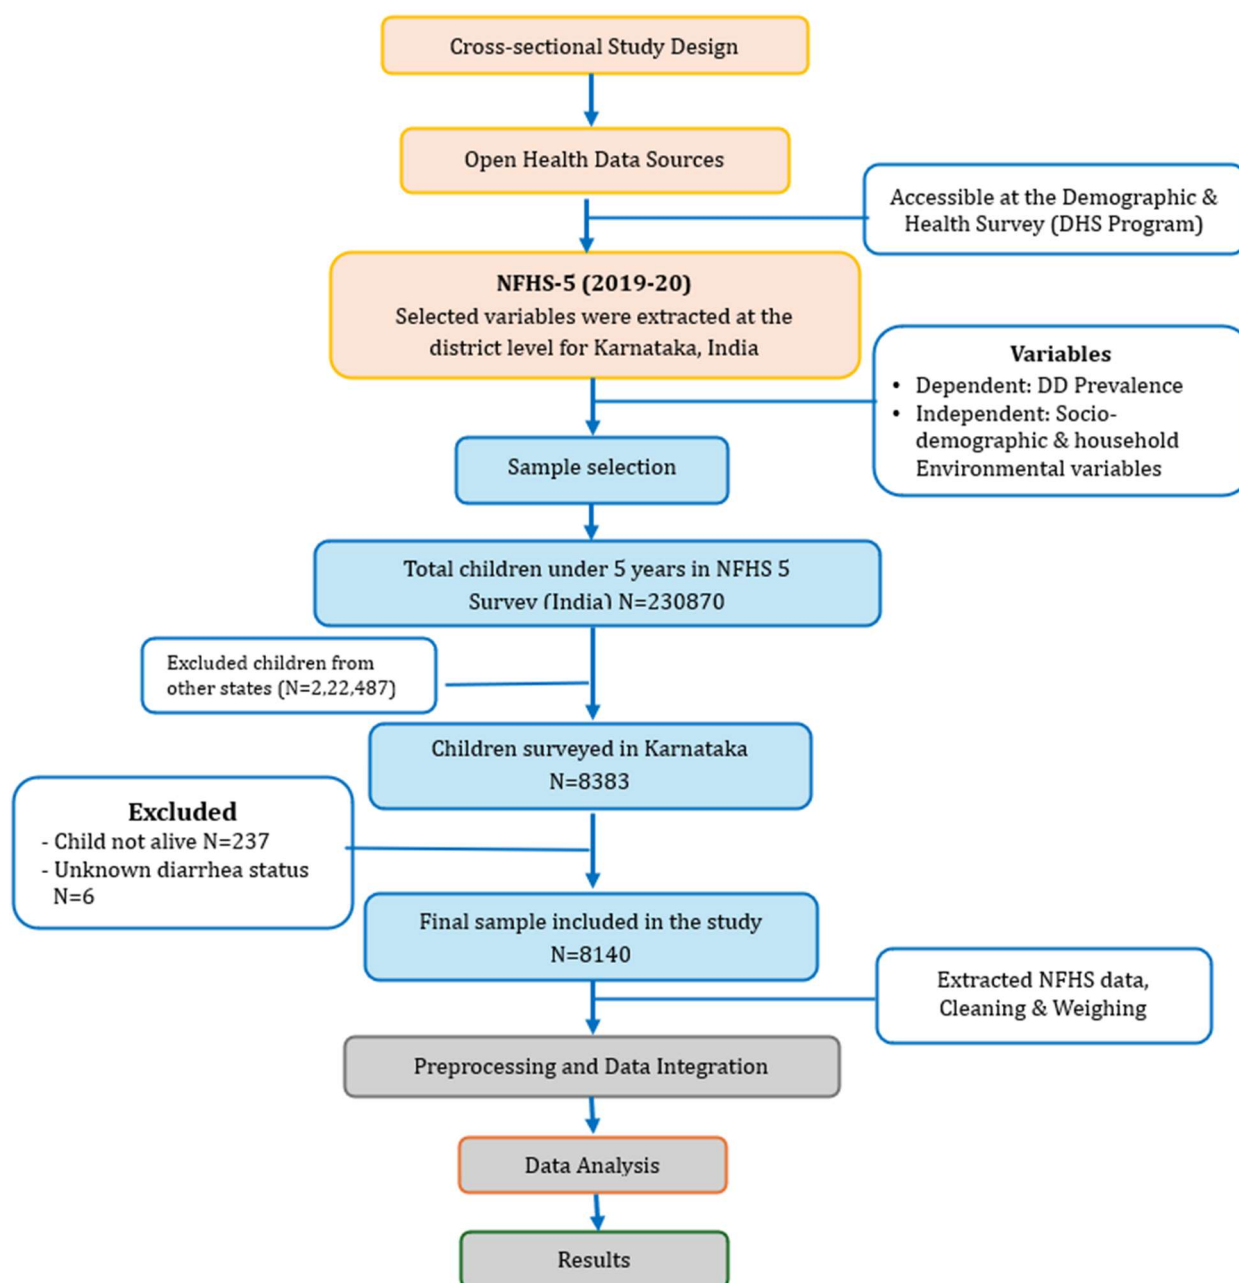 Cross-sectional Study Design
Open Health Data Sources
Accessible at the Demographic &
Health Survey (DHS Program)
NFHS-5 (2019-20)
Selected variables were extracted at the
district level for Karnataka, India
Variables
• Dependent: DD Prevalence
• Independent: Socio-
demographic & household
Environmental variables
Sample selection
Total children under 5 years in NFHS 5
Survey (India) N=230870
Excluded children from
other states (N=2,22,487)
Children surveyed in Karnataka
N=8383
Excluded
- Child not alive N=237
- Unknown diarrhea status
N=6
Final sample included in the study
N=8140
Extracted NFHS data,
Cleaning & Weighing
Preprocessing and Data Integration
Data Analysis
Results